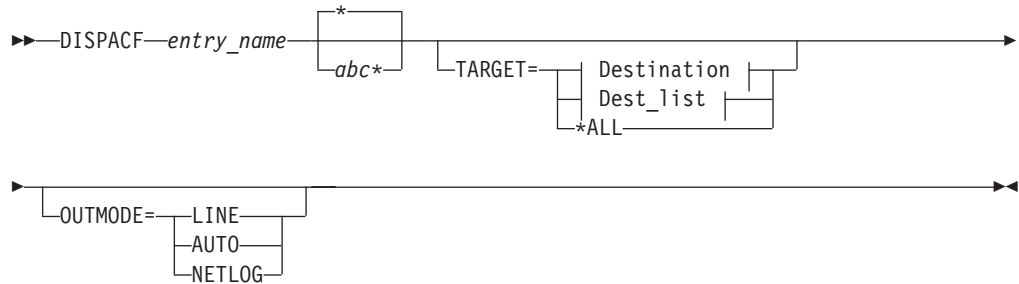 *
DISPACF entry_name
abc*
TARGET= Destination
Dest_list
*ALL
OUTMODE= LINE
AUTO
NETLOG